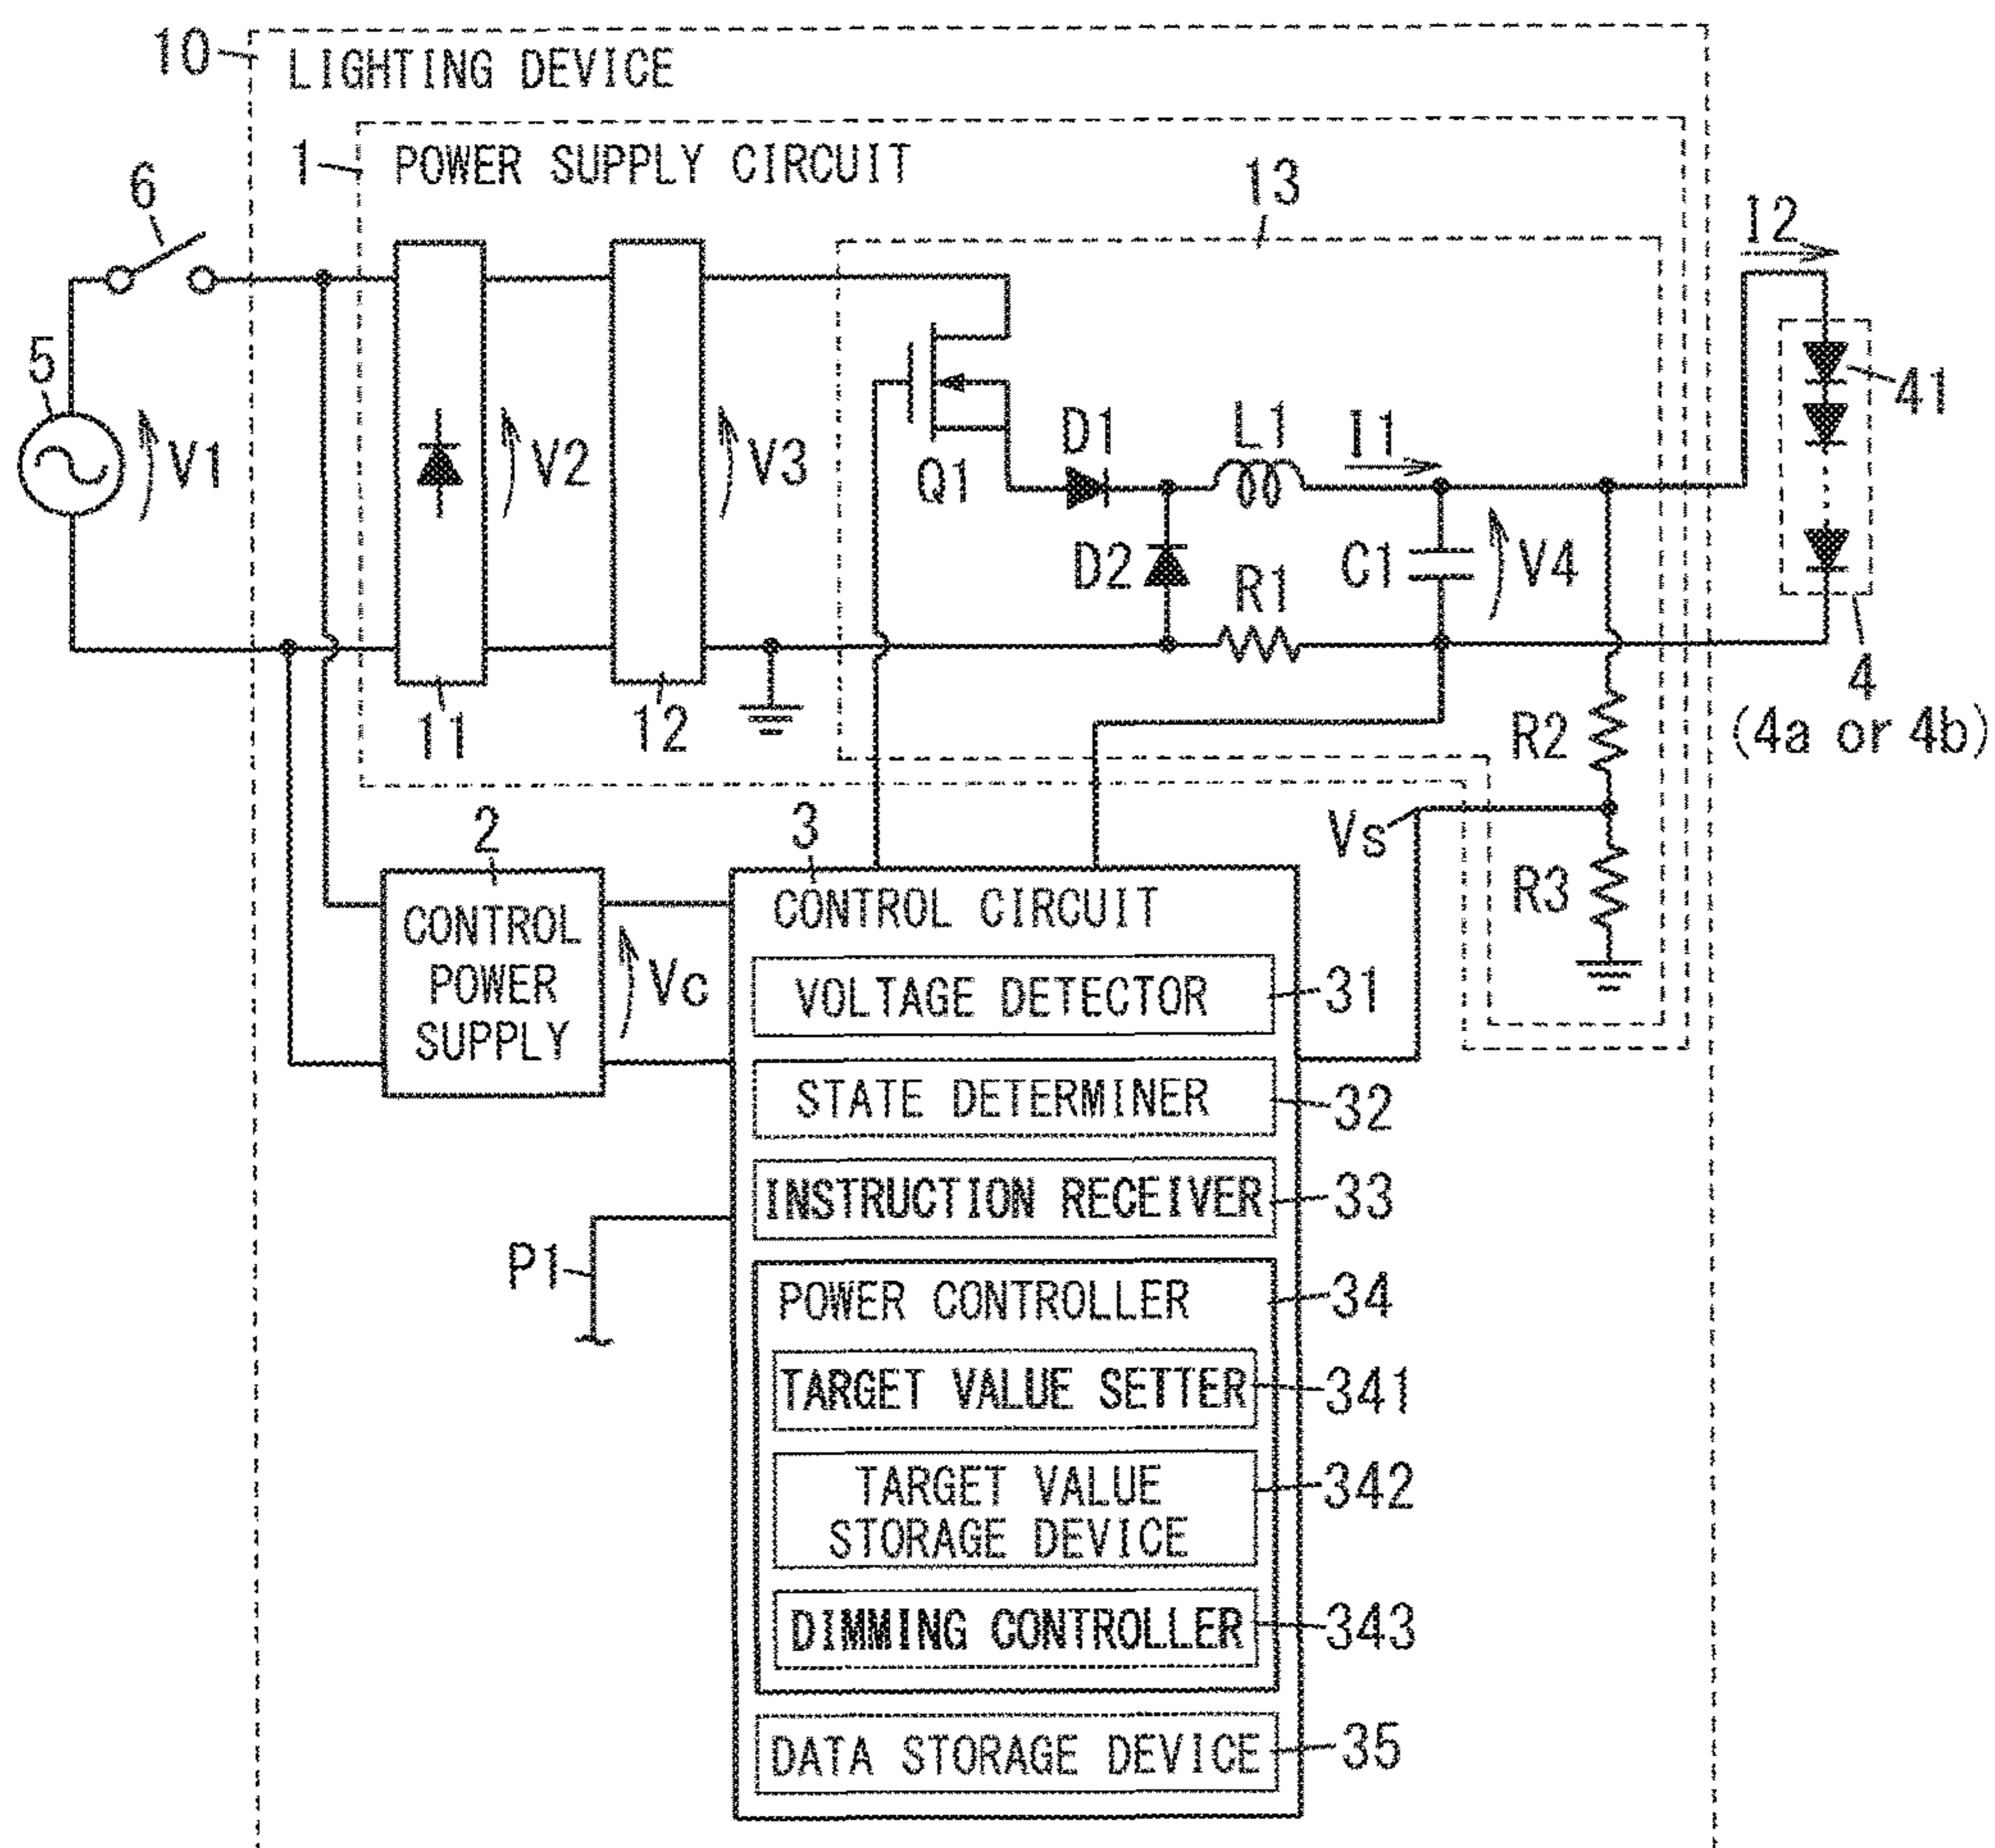 10
LIGHTING DEVICE
1
POWER SUPPLY CIRCUIT
13
6
I2
5
V1
V2
V3
Q1
D1
L1
I1
41
D2
R1
C1
V4
11
12
4
(4a or 4b)
R2
Vs
R3
2
CONTROL
POWER
SUPPLY
Vc
3
CONTROL CIRCUIT
VOLTAGE DETECTOR
31
STATE DETERMINER
32
INSTRUCTION RECEIVER
33
P1
POWER CONTROLLER
34
TARGET VALUE SETTER
341
TARGET VALUE
STORAGE DEVICE
342
DIMMING CONTROLLER
343
DATA STORAGE DEVICE
35